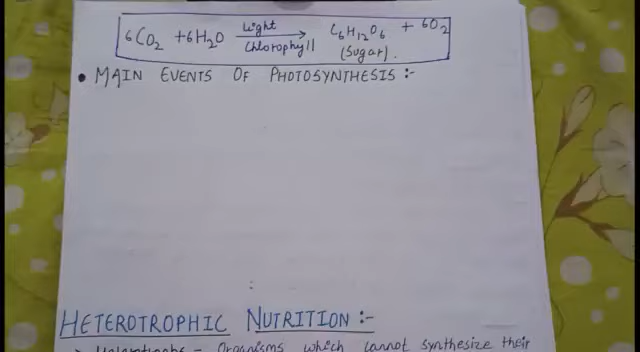 6CO₂ + 6H₂O Light Chlorophyll → C₆H₁₂O₆ (Sugar). + 6O₂
• MAIN EVENTS OF PHOTOSYNTHESIS :-
HETEROTROPHIC NUTRITION :-
Organisms which cannot synthesize their